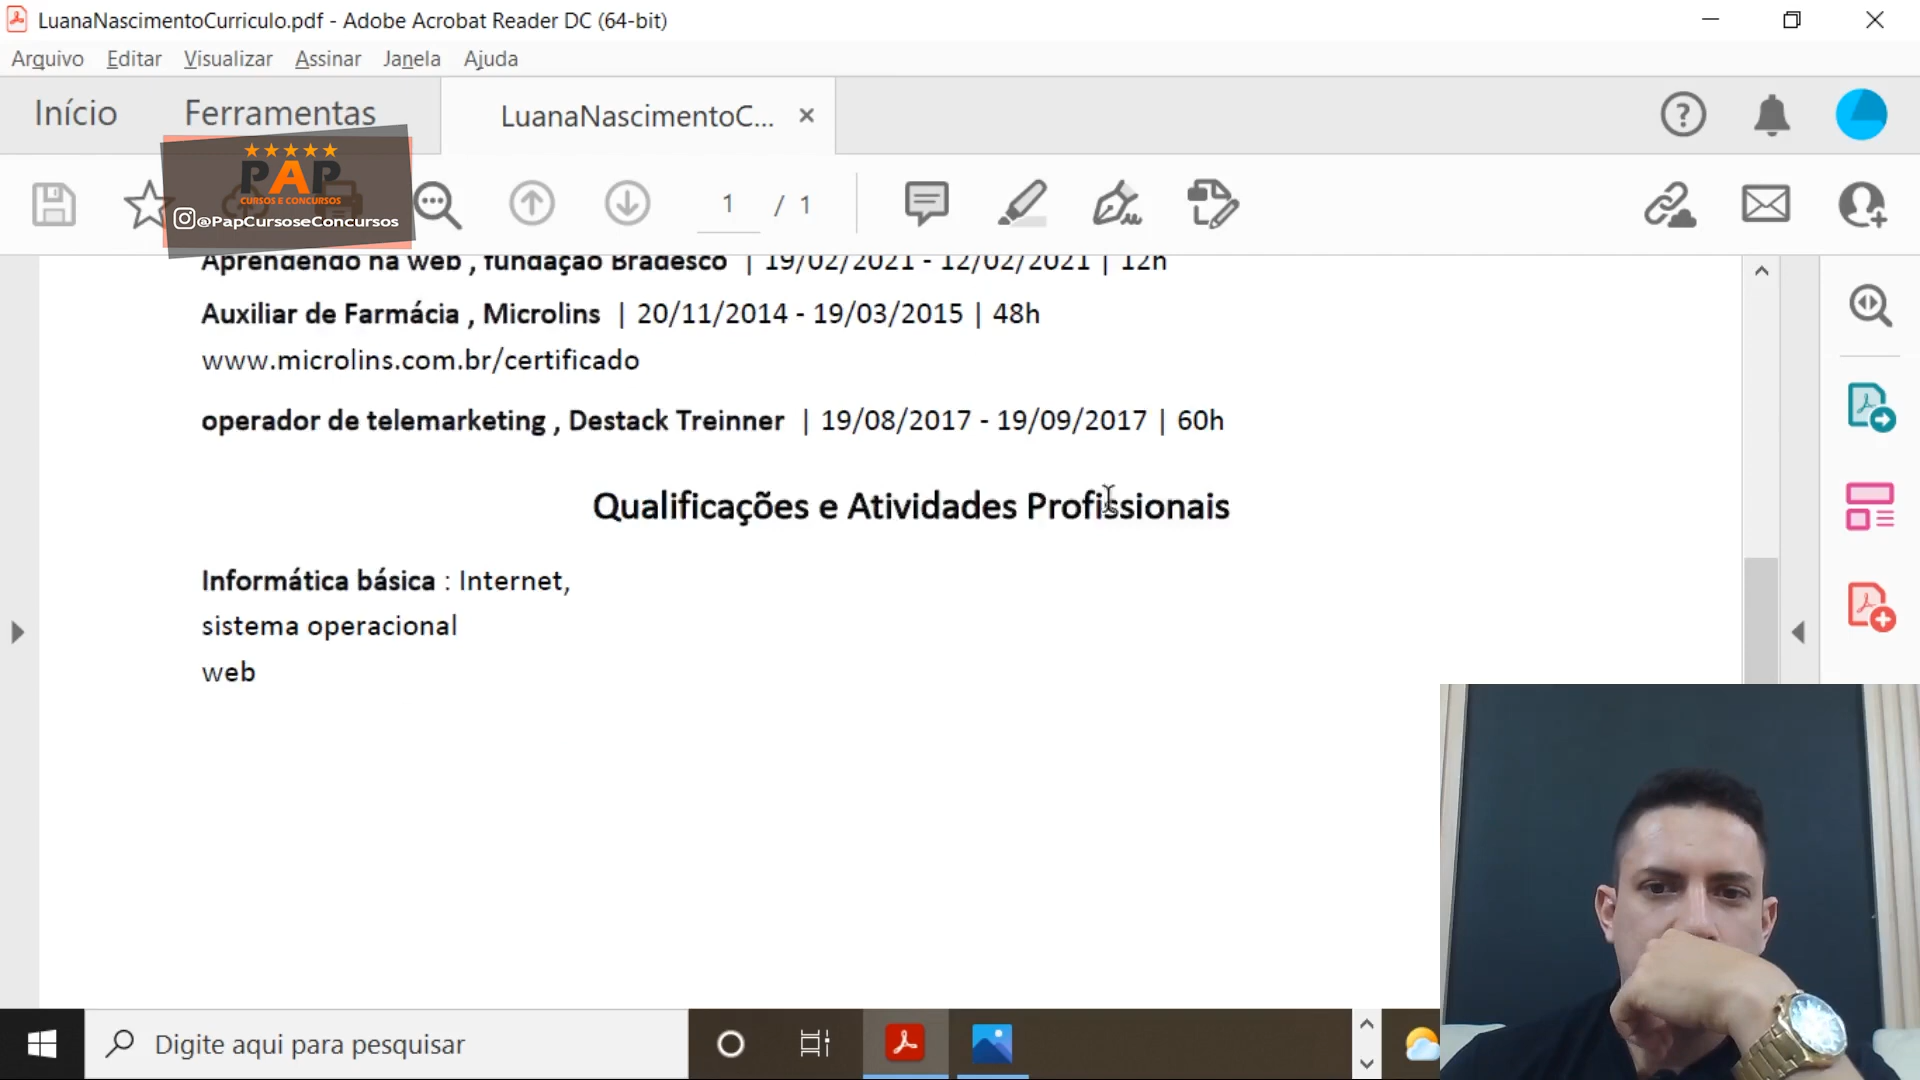 LuanaNascimentoCurriculo.pdf - Adobe Acrobat Reader DC (64-bit)
Arquivo Editar Visualizar Assinar Janela Ajuda
Início Ferramentas LuanaNascimentoC...
PAP
CURSOS E CONCURSOS
@PapCursoseConcursos
1 / 1
Aprendendo na web , fundação Bradesco | 19/02/2021 - 12/02/2021 | 12h
Auxiliar de Farmácia , Microlins | 20/11/2014 - 19/03/2015 | 48h
www.microlins.com.br/certificado
operador de telemarketing , Destack Treinner | 19/08/2017 - 19/09/2017 | 60h
Qualificações e Atividades Profissionais
Informática básica : Internet,
sistema operacional
web
Digite aqui para pesquisar